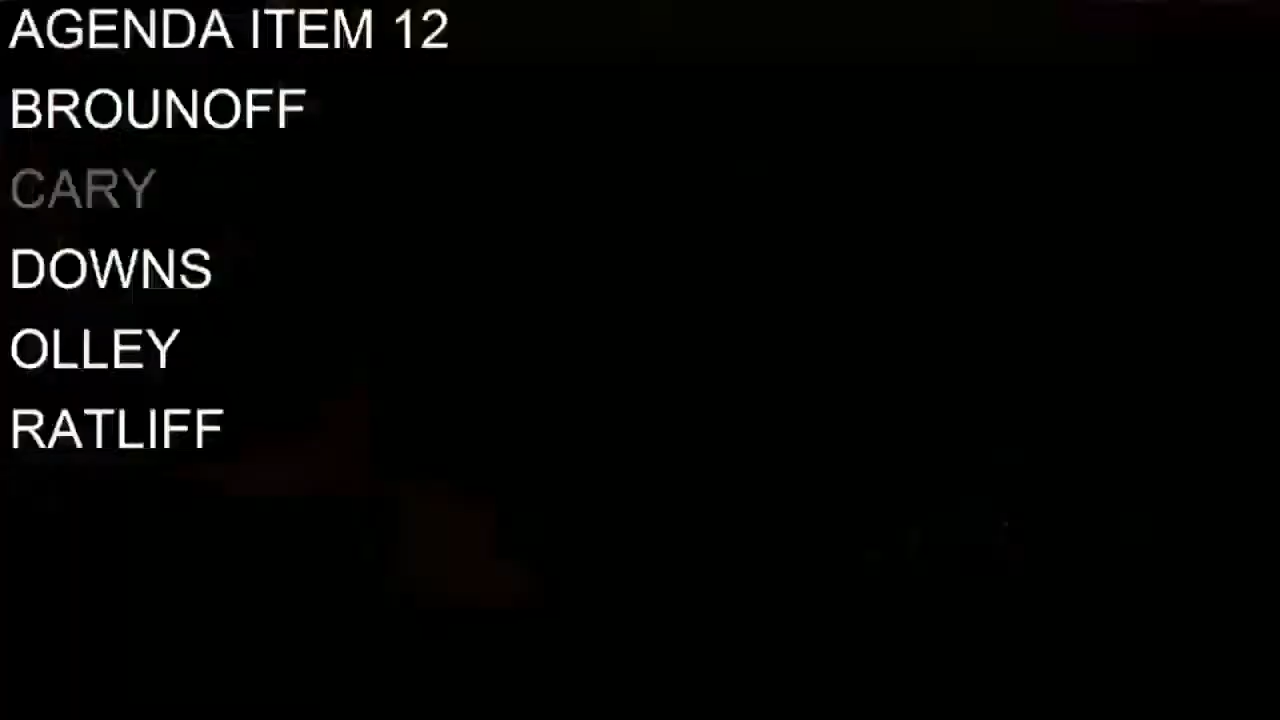 AGENDA ITEM 12
BROUNOFF
CARY
DOWNS
OLLEY
RATLIFF